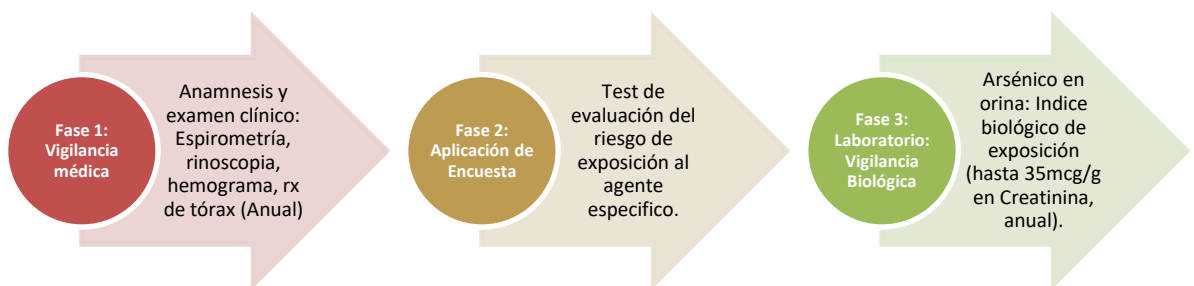 Fase 1:
Vigilancia
médica
Anamnesis y
examen clínico:
Espirometría,
rinoscopia,
hemograma, rx
de tórax (Anual)
Fase 2:
Aplicación de
Encuesta
Test de
evaluación del
riesgo de
exposición al
agente
especifico.
Fase 3:
Laboratorio:
Vigilancia
Biológica
Arsénico en
orina: Indice
biológico de
exposición
(hasta 35mcg/g
en Creatinina,
anual).